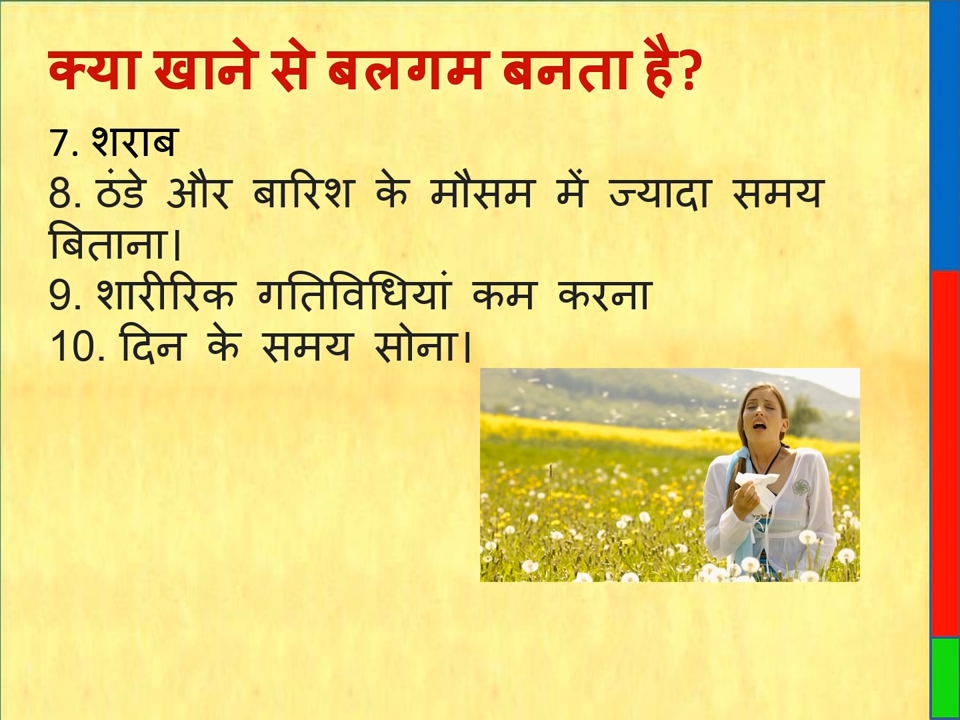 क्या खाने से बलगम बनता है?
7. शराब
8. ठंडे और बारिश के मौसम में ज्यादा समय
बिताना।
9. शारीरिक गतिविधियां कम करना
10. दिन के समय सोना।